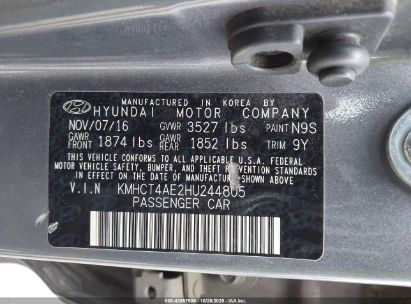 MANUFACTURED IN KOREA BY
HYUNDAI MOTOR COMPANY
NOV/07/16 GVWR 3527 lbs PAINT N9S
GAWR FRONT 1874 lbs GAWR REAR 1852 lbs TRIM 9Y
THIS VEHICLE CONFORMS TO ALL APPLICABLE U.S.A. FEDERAL
MOTOR VEHICLE SAFETY, BUMPER, AND THEFT PREVENTION STANDARDS
IN EFFECT ON THE DATE OF MANUFACTURE SHOWN ABOVE.
V.I.N KMHCT4AE2HU244805
PASSENGER CAR